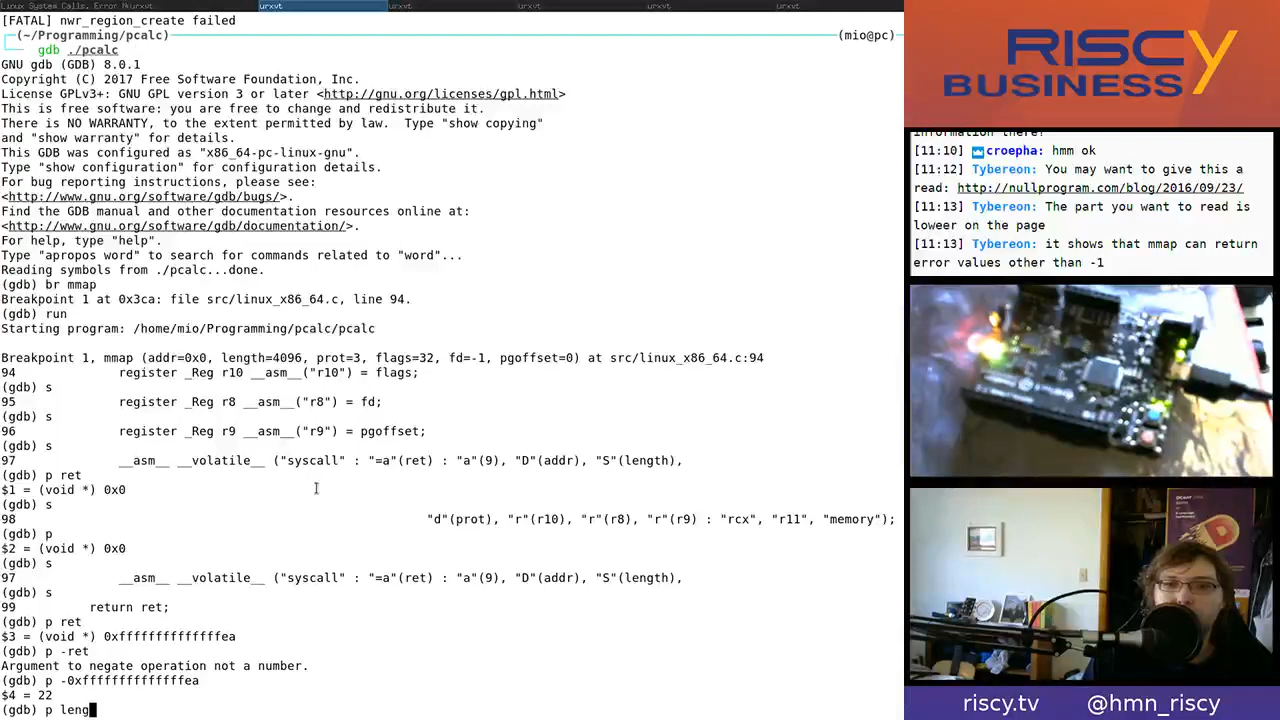 Linux System Calls, Error N urxvt
urxvt
urxvt
urxvt
urxvt
urxvt
[FATAL] nwr_region_create failed
(~/Programming/pcalc)
(mio@pc)
gdb ./pcalc
GNU gdb (GDB) 8.0.1
Copyright (C) 2017 Free Software Foundation, Inc.
License GPLv3+: GNU GPL version 3 or later <http://gnu.org/licenses/gpl.html>
This is free software: you are free to change and redistribute it.
There is NO WARRANTY, to the extent permitted by law.  Type "show copying"
and "show warranty" for details.
This GDB was configured as "x86_64-pc-linux-gnu".
Type "show configuration" for configuration details.
For bug reporting instructions, please see:
<http://www.gnu.org/software/gdb/bugs/>.
Find the GDB manual and other documentation resources online at:
<http://www.gnu.org/software/gdb/documentation/>.
For help, type "help".
Type "apropos word" to search for commands related to "word"...
Reading symbols from ./pcalc...done.
(gdb) br mmap
Breakpoint 1 at 0x3ca: file src/linux_x86_64.c, line 94.
(gdb) run
Starting program: /home/mio/Programming/pcalc/pcalc
Breakpoint 1, mmap (addr=0x0, length=4096, prot=3, flags=32, fd=-1, pgoffset=0) at src/linux_x86_64.c:94
94 register _Reg r10 __asm__("r10") = flags;
(gdb) s
95 register _Reg r8 __asm__("r8") = fd;
(gdb) s
96 register _Reg r9 __asm__("r9") = pgoffset;
(gdb) s
97 __asm__ __volatile__ ("syscall" : "=a"(ret) : "a"(9), "D"(addr), "S"(length),
(gdb) p ret
$1 = (void *) 0x0
(gdb) s
98 "d"(prot), "r"(r10), "r"(r8), "r"(r9) : "rcx", "r11", "memory");
(gdb) p
$2 = (void *) 0x0
(gdb) s
97 __asm__ __volatile__ ("syscall" : "=a"(ret) : "a"(9), "D"(addr), "S"(length),
(gdb) s
99 return ret;
(gdb) p ret
$3 = (void *) 0xffffffffffffffea
(gdb) p -ret
Argument to negate operation not a number.
(gdb) p -0xffffffffffffffea
$4 = 22
(gdb) p leng
RISCY
BUSINESS
information there?
[11:10] croepha: hmm ok
[11:12] Tybereon: You may want to give this a
read: http://nullprogram.com/blog/2016/09/23/
[11:13] Tybereon: The part you want to read is
loweer on the page
[11:13] Tybereon: it shows that mmap can return
error values other than -1
riscy.tv @hmn_riscy